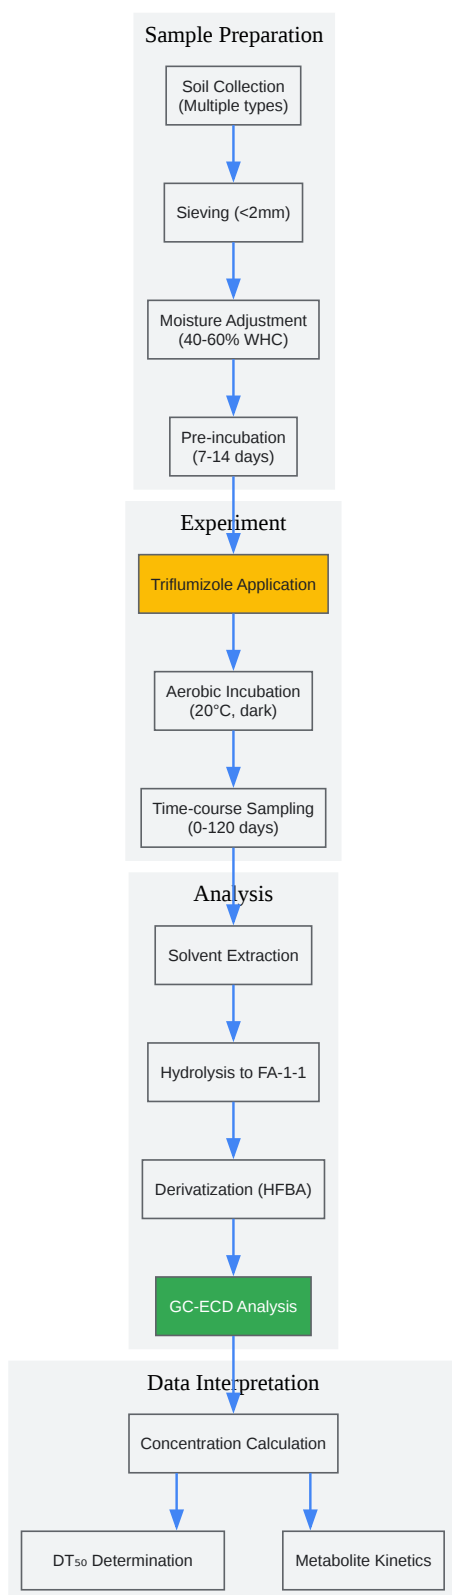 Sample Preparation
Soil Collection
(Multiple types)
Sieving (<2mm)
Moisture Adjustment
(40-60% WHC)
Pre-incubation
(7-14 days)
Experiment
Triflumizole Application
Aerobic Incubation
(20°C, dark)
Time-course Sampling
(0-120 days)
Analysis
Solvent Extraction
Hydrolysis to FA-1-1
Derivatization (HFBA)
GC-ECD Analysis
Data Interpretation
Concentration Calculation
DT₅₀ Determination
Metabolite Kinetics